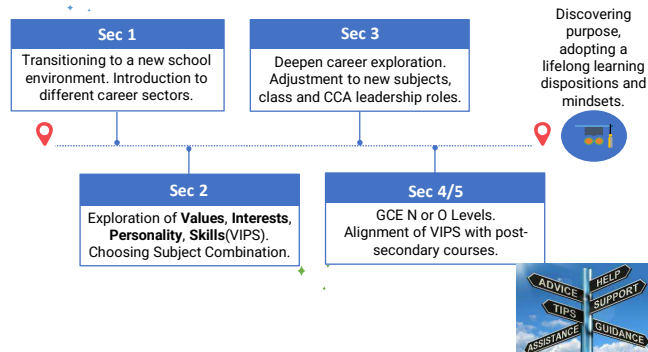 Sec 1
Transitioning to a new school
environment. Introduction to
different career sectors.
Sec 3
Deepen career exploration.
Adjustment to new subjects,
class and CCA leadership roles.
Discovering
purpose,
adopting a
lifelong learning
dispositions and
mindsets.
Sec 2
Exploration of Values, Interests,
Personality, Skills(VIPS).
Choosing Subject Combination.
Sec 4/5
GCE N or O Levels.
Alignment of VIPS with post-
secondary courses.
ADVICE
HELP
TIPS
SUPPORT
ASSISTANCE
GUIDANCE